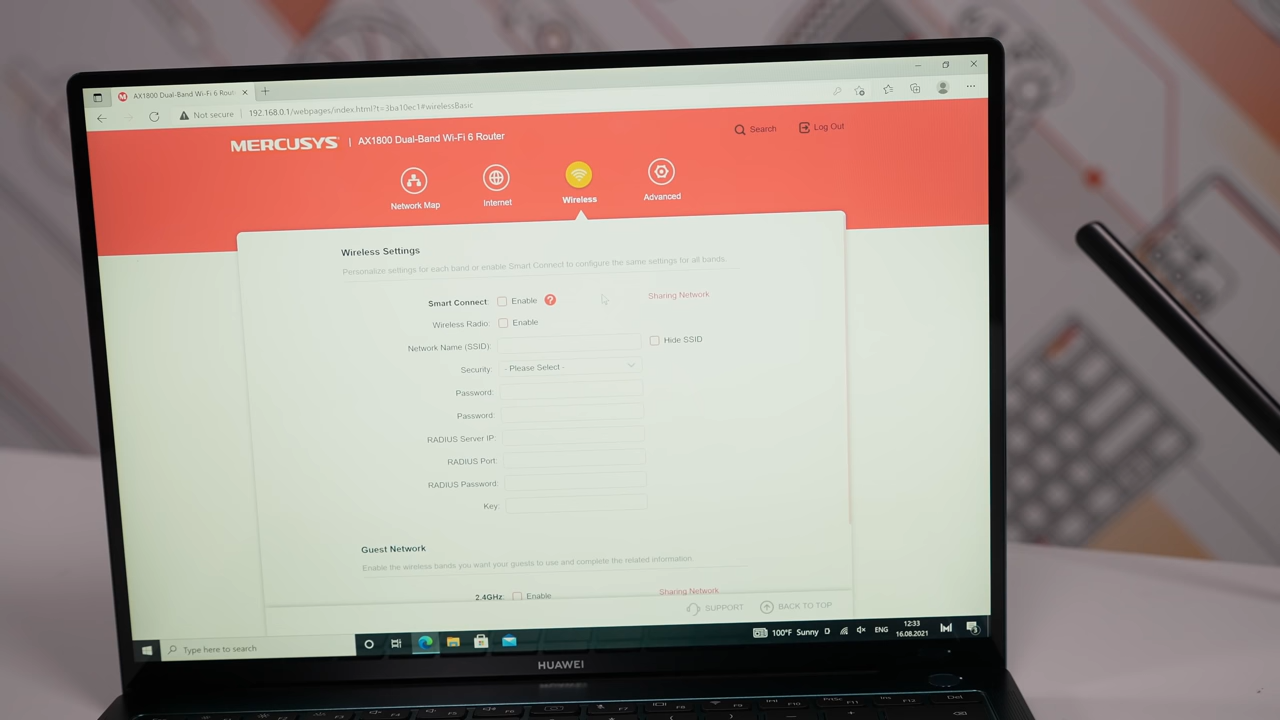 AX1800 Dual-Band Wi-Fi 6 Rout
Not secure
192.168.0.1/webpages/index.html?t=3ba10ec1#wirelessBasic
MERCUSYS | AX1800 Dual-Band Wi-Fi 6 Router
Search
Log Out
Network Map
Internet
Wireless
Advanced
Wireless Settings
Personalize settings for each band or enable Smart Connect to configure the same settings for all bands.
Smart Connect: Enable ? Sharing Network
Wireless Radio: Enable
Network Name (SSID): Hide SSID
Security: - Please Select -
Password:
Password:
RADIUS Server IP:
RADIUS Port:
RADIUS Password:
Key:
Guest Network
Enable the wireless bands you want your guests to use and complete the related information.
2.4GHz: Enable Sharing Network
SUPPORT BACK TO TOP
Type here to search
100°F Sunny
ENG
12:33
16.08.2021
HUAWEI